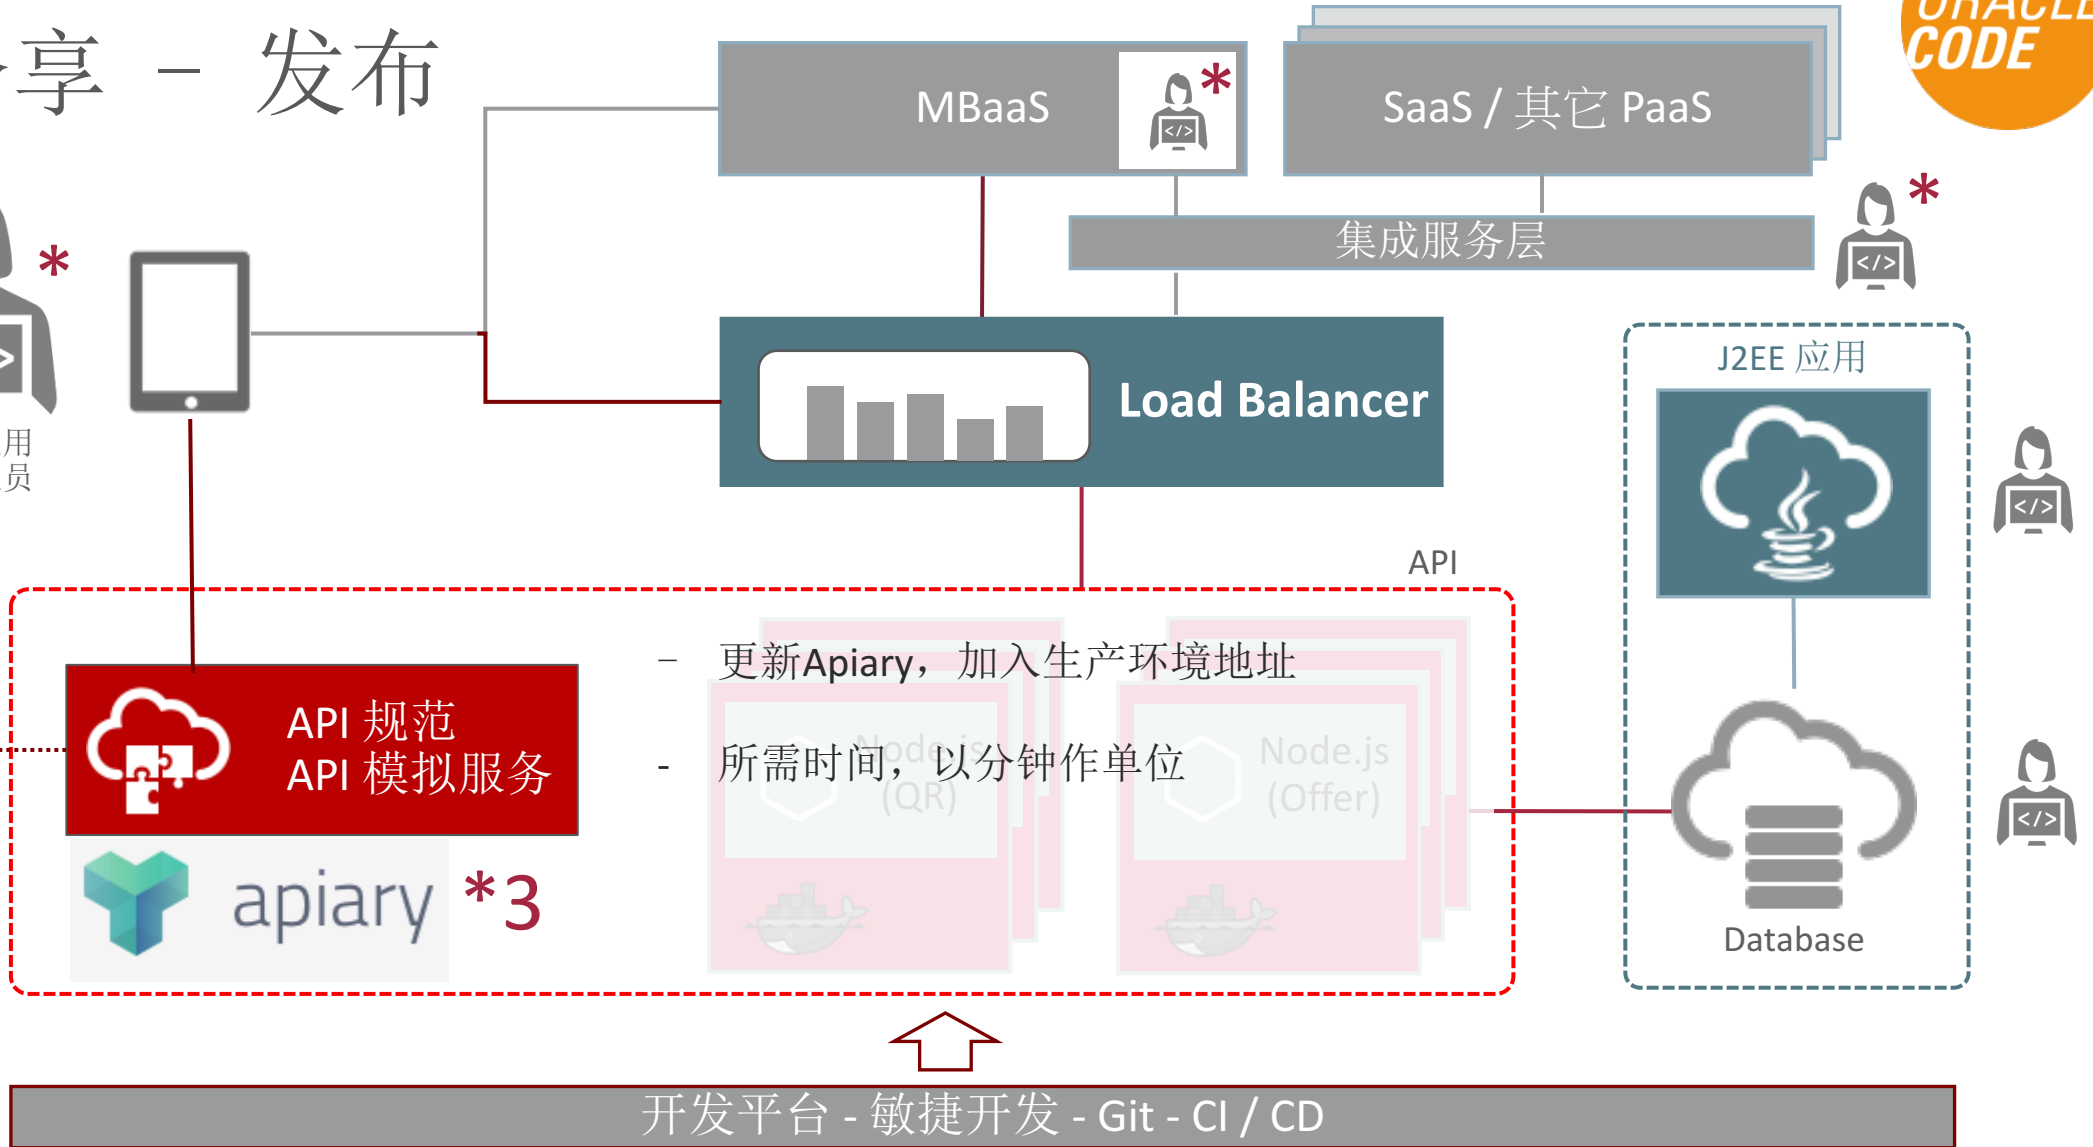 享 - 发布
ORACLE
CODE
MBaaS
</>
SaaS / 其它 PaaS
集成服务层
</>
J2EE 应用
Load Balancer
用
员
</>
API
- 更新Apiary，加入生产环境地址
API 规范
API 模拟服务
- 所需时间，以分钟作单位
Node.js
(QR)
Node.js
(Offer)
</>
apiary *3
Database
开发平台 - 敏捷开发 - Git - CI / CD